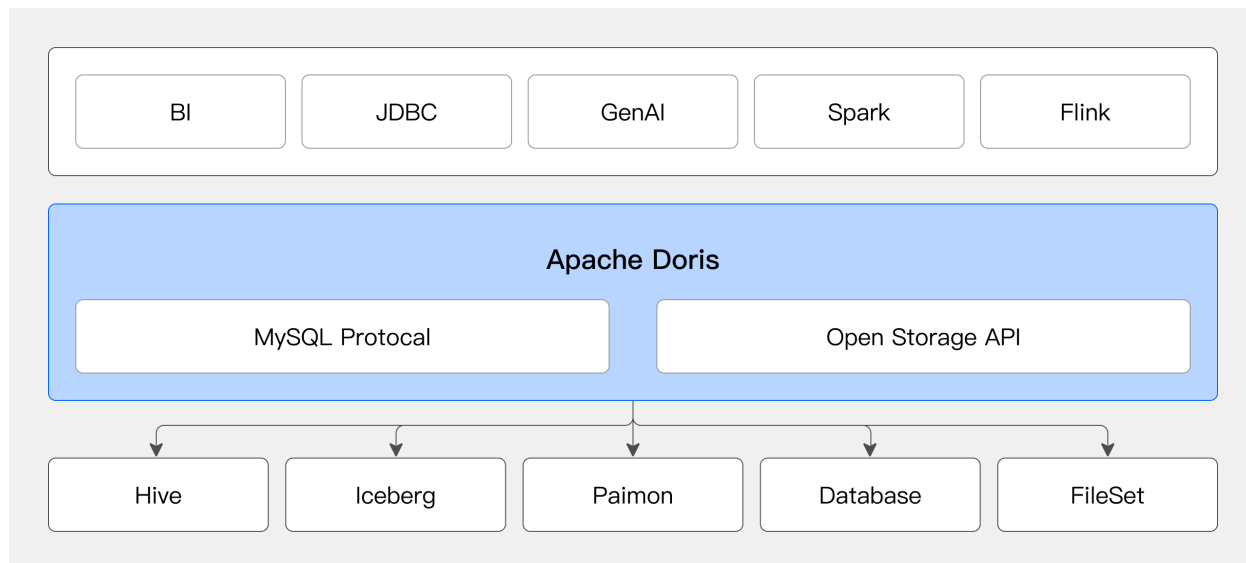 BI
JDBC
GenAI
Spark
Flink
Apache Doris
MySQL Protocal
Open Storage API
Hive
Iceberg
Paimon
Database
FileSet